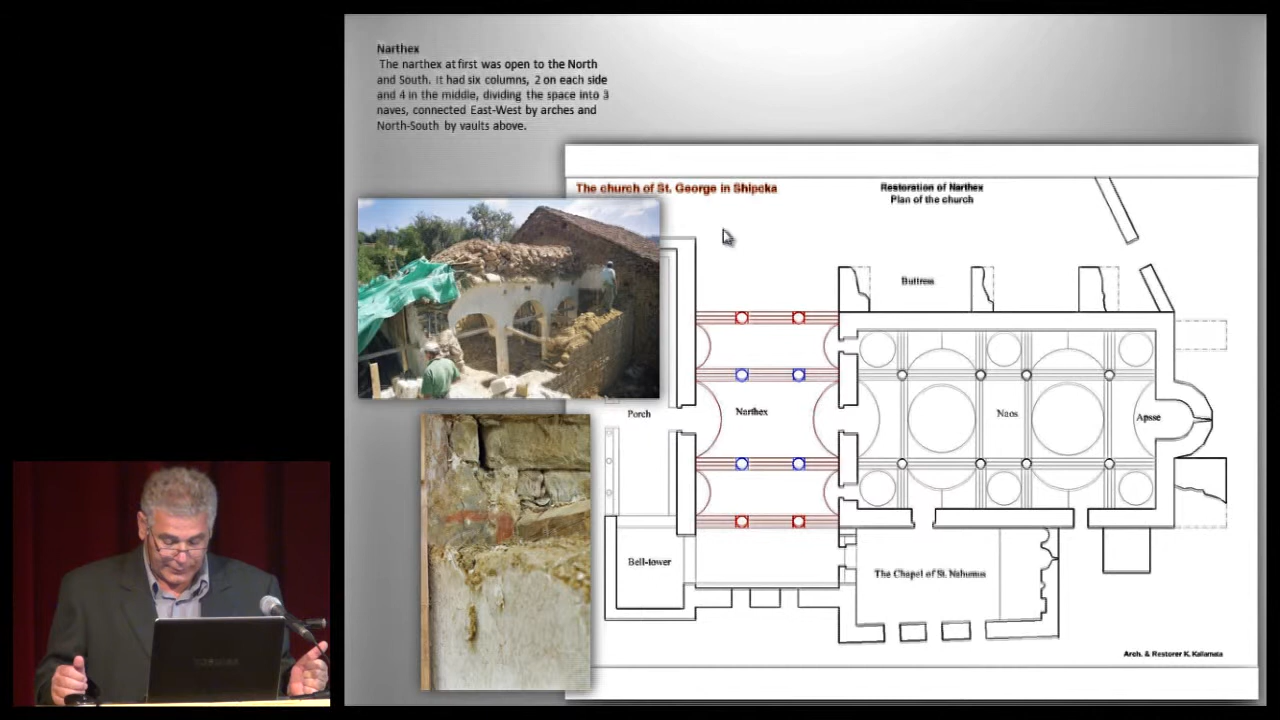 Narthex
The narthex at first was open to the North
and South. It had six columns, 2 on each side
and 4 in the middle, dividing the space into 3
naves, connected East-West by arches and
North-South by vaults above.
The church of St. George in Shipcka
Restoration of Narthex
Plan of the church
Buttress
Porch
Narthex
Naos
Apsse
Bell-tower
The Chapel of St. Nahumus
Arch. & Restorer K. Kallamata